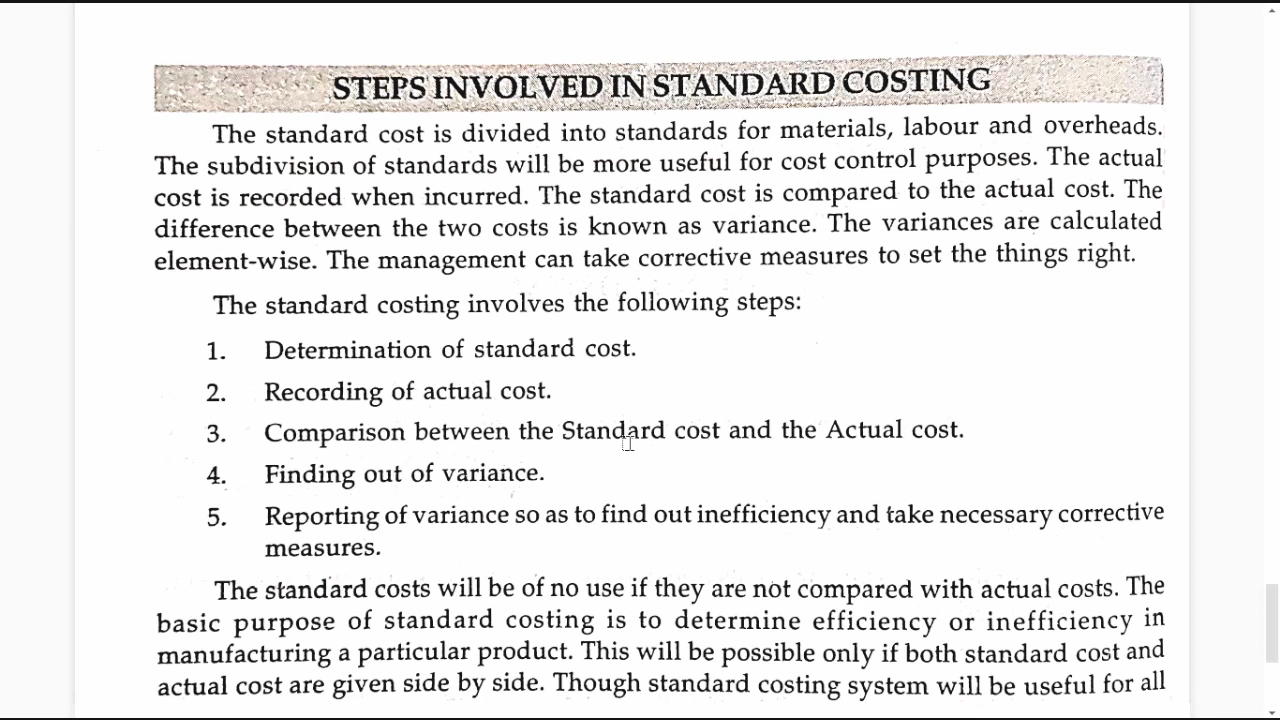 STEPS INVOLVED IN STANDARD COSTING
The standard cost is divided into standards for materials, labour and overheads.
The subdivision of standards will be more useful for cost control purposes. The actual
cost is recorded when incurred. The standard cost is compared to the actual cost. The
difference between the two costs is known as variance. The variances are calculated
element-wise. The management can take corrective measures to set the things right.
The standard costing involves the following steps:
1. Determination of standard cost.
2. Recording of actual cost.
3. Comparison between the Standard cost and the Actual cost.
4. Finding out of variance.
5. Reporting of variance so as to find out inefficiency and take necessary corrective
measures.
The standard costs will be of no use if they are not compared with actual costs. The
basic purpose of standard costing is to determine efficiency or inefficiency in
manufacturing a particular product. This will be possible only if both standard cost and
actual cost are given side by side. Though standard costing system will be useful for all